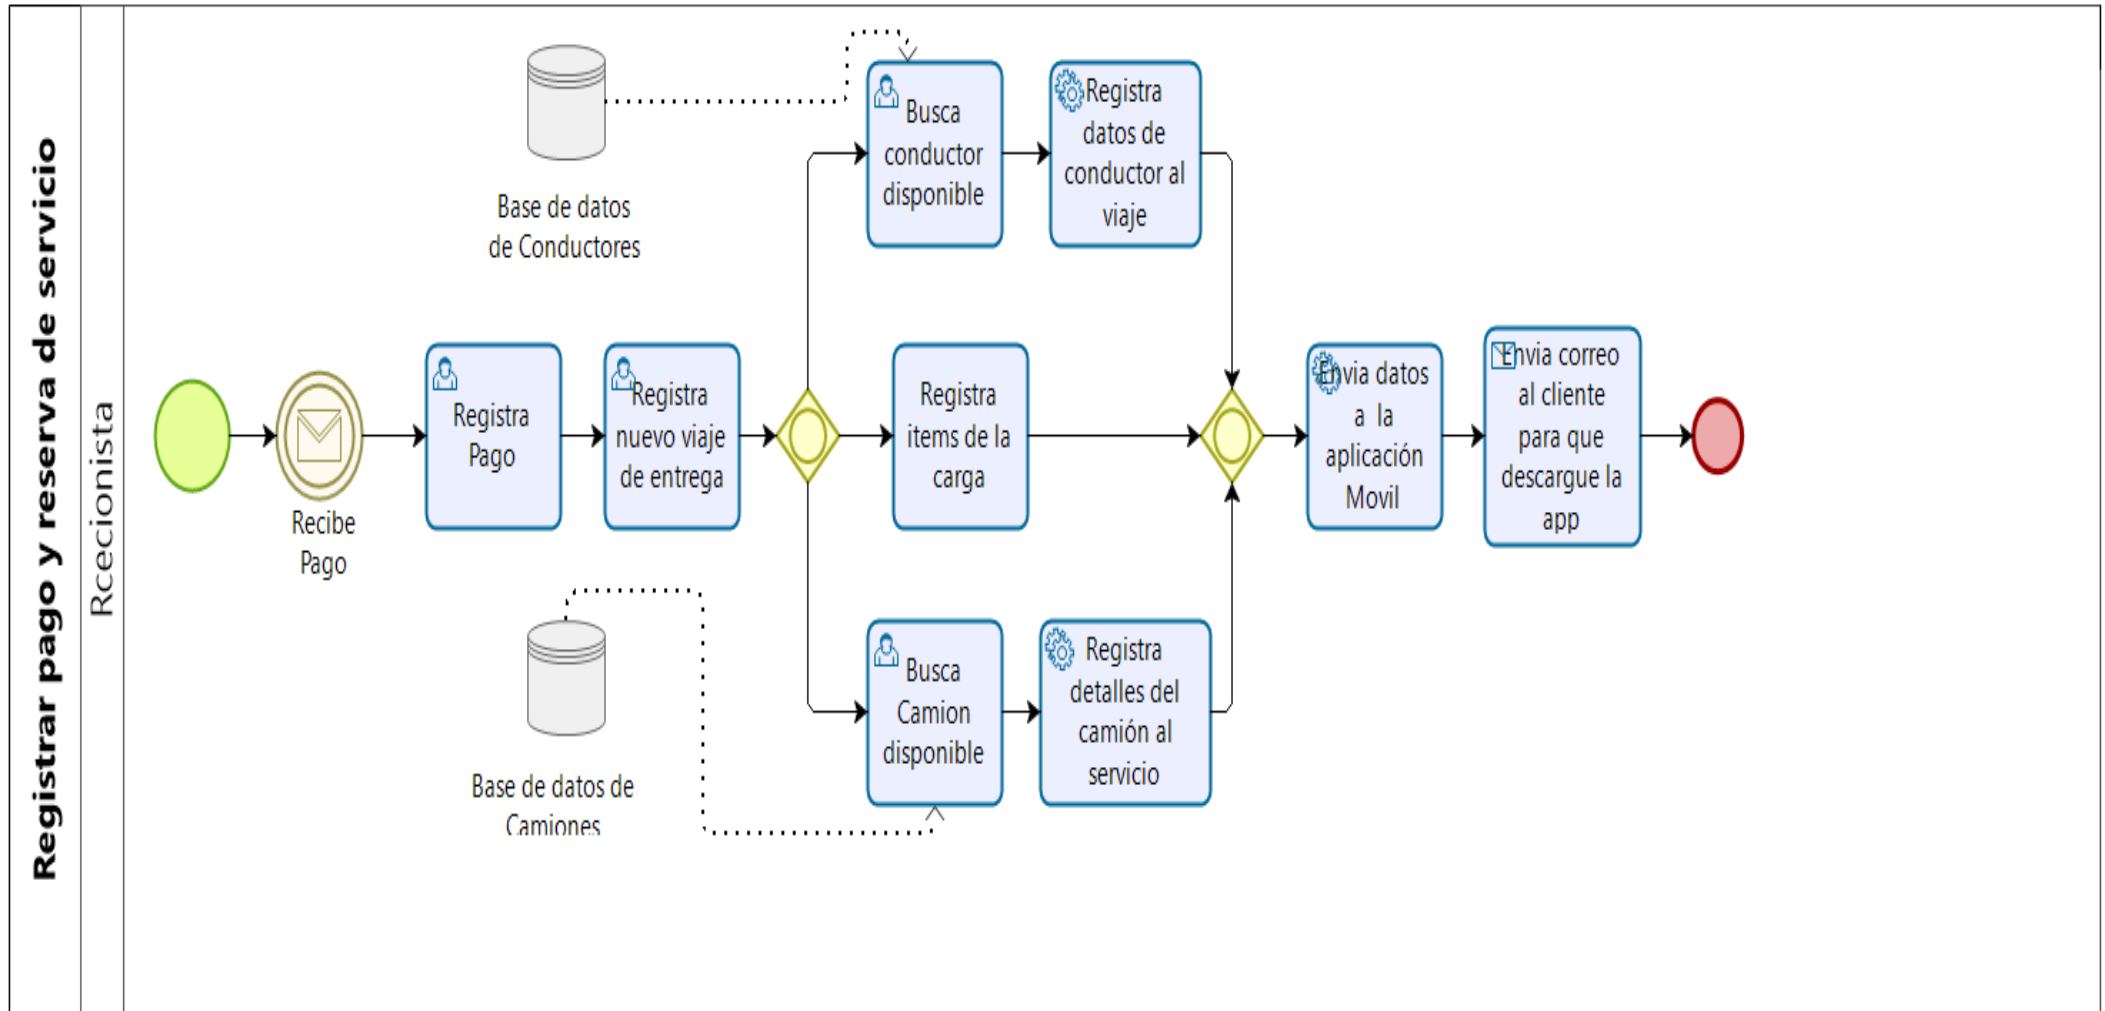 Registrar pago y reserva de servicio
Rcecionista
Base de datos
de Conductores
Busca
conductor
disponible
Registra
datos de
conductor al
viaje
Recibe
Pago
Registra
Pago
Registra
nuevo viaje
de entrega
Registra
items de la
carga
Envia datos
a la
aplicación
Movil
Envia correo
al cliente
para que
descargue la
app
Base de datos de
Camiones
Busca
Camion
disponible
Registra
detalles del
camión al
servicio